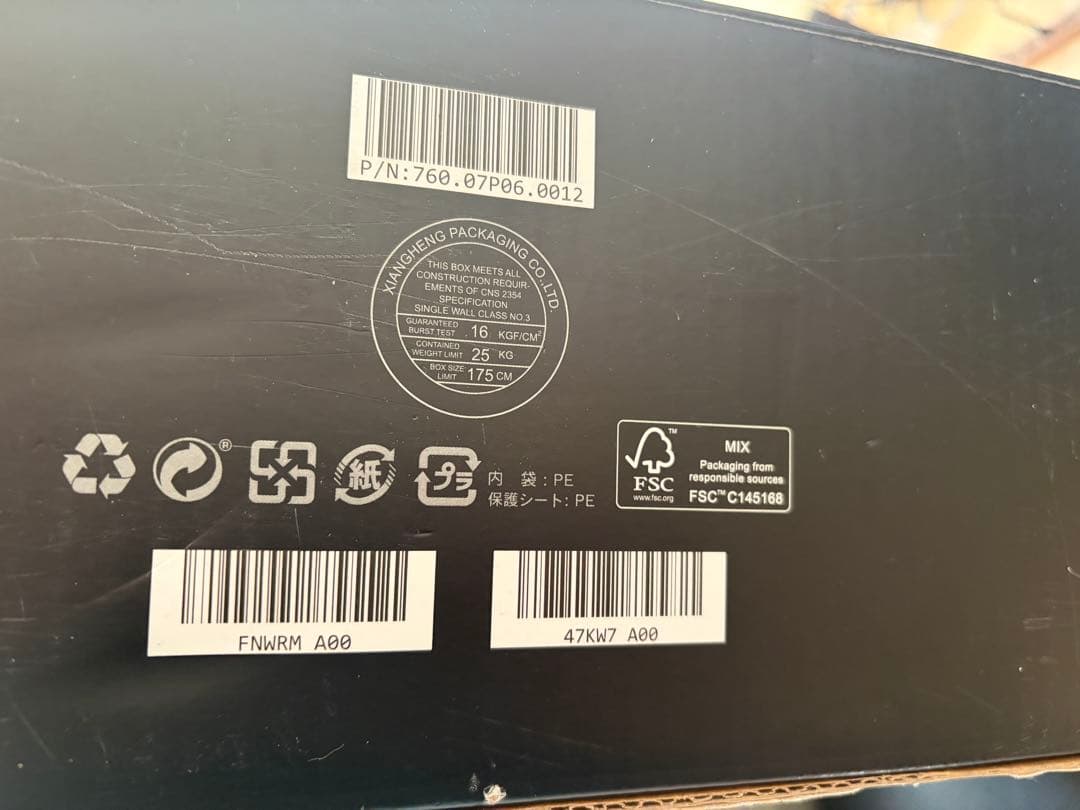 P/N:760.07P06.0012
XIANGHENG PACKAGING CO.,LTD.
THIS BOX MEETS ALL
CONSTRUCTION REQUIR-
EMENTS OF CNS 2354
SPECIFICATION
SINGLE WALL CLASS NO.3
GUARANTEED
BURST TEST 16 KGF/CM²
CONTAINED
WEIGHT LIMIT 25 KG
BOX SIZE
LIMIT 175 CM
®
紙
プラ
内 袋 : PE
保護シート: PE
™
FSC
www.fsc.org
MIX
Packaging from
responsible sources
FSC™ C145168
FNWRM A00
47KW7 A00